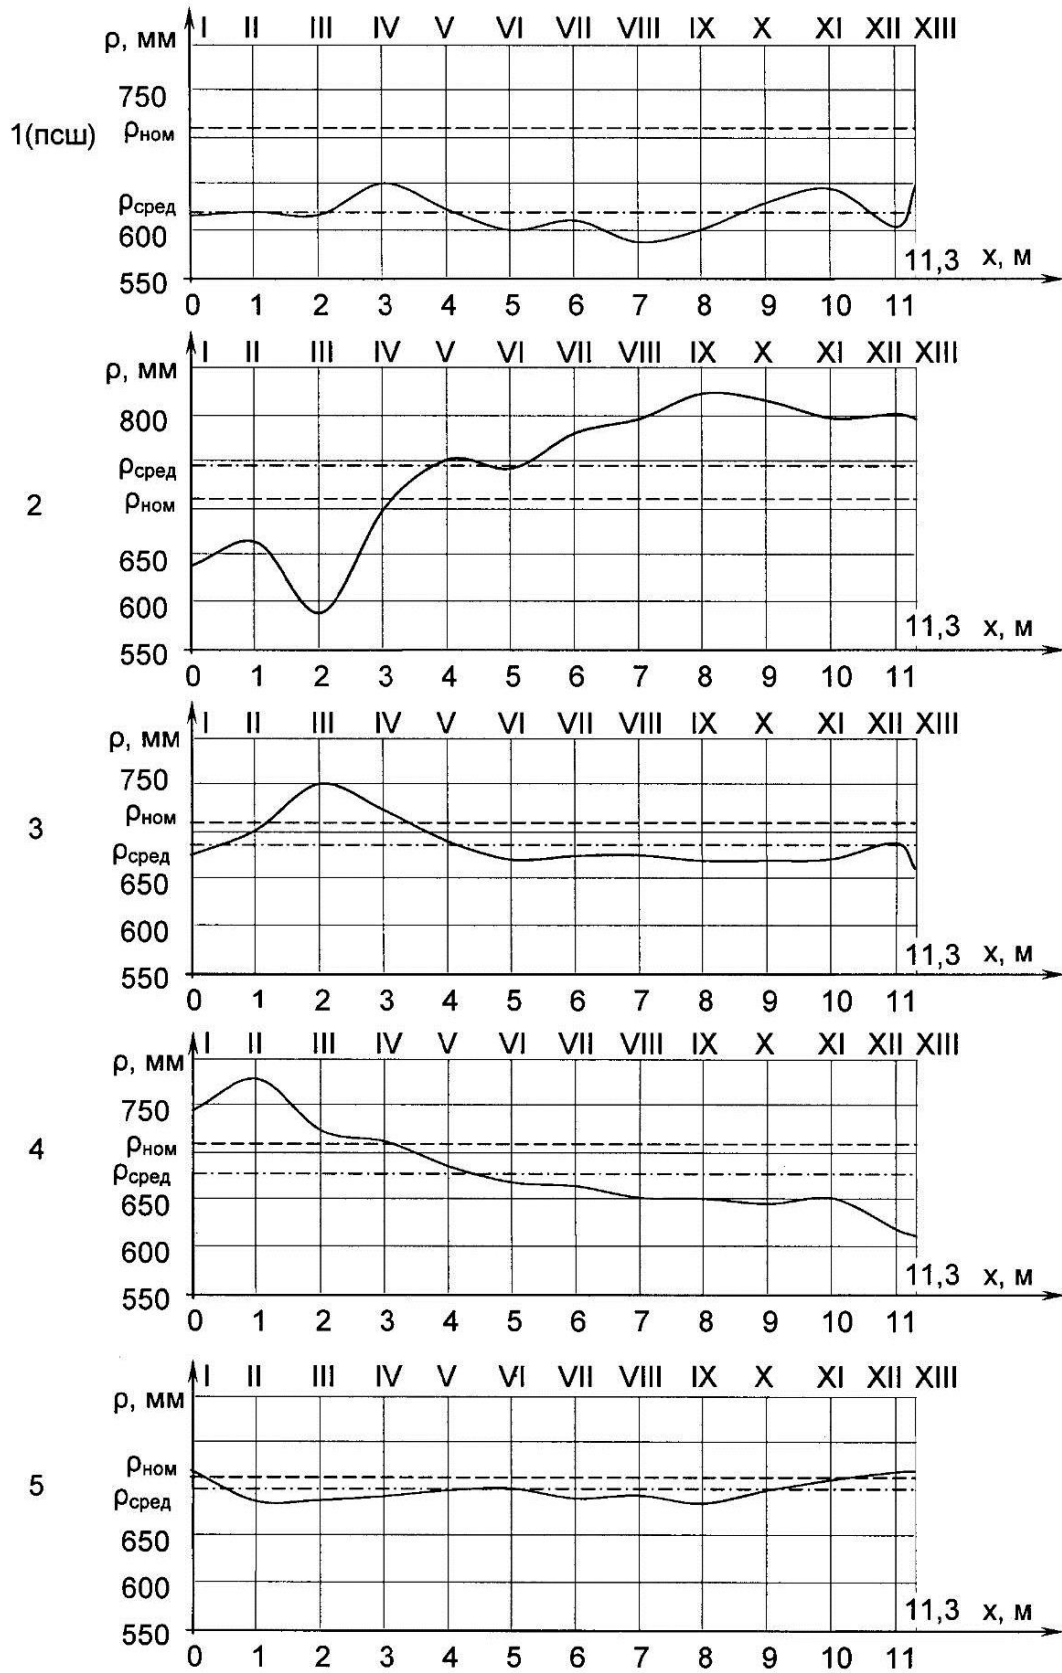 I II III IV V VI VII VIII IX X XI XII XIII
ρ, мм
750
1(псш) ρном
ρсред
600
11,3 х, м
550
0 1 2 3 4 5 6 7 8 9 10 11
I II III IV V VI VII VIII IX X XI XII XIII
ρ, мм
800
ρсред
2 ρном
650
600
11,3 х, м
550
0 1 2 3 4 5 6 7 8 9 10 11
I II III IV V VI VII VIII IX X XI XII XIII
ρ, мм
750
ρном
3
ρсред
650
600
11,3 х, м
550
0 1 2 3 4 5 6 7 8 9 10 11
I II III IV V VI VII VIII IX X XI XII XIII
ρ, мм
750
4 ρном
ρсред
650
600
11,3 х, м
550
0 1 2 3 4 5 6 7 8 9 10 11
I II III IV V VI VII VIII IX X XI XII XIII
ρ, мм
ρном
5
ρсред
650
600
11,3 х, м
550
0 1 2 3 4 5 6 7 8 9 10 11